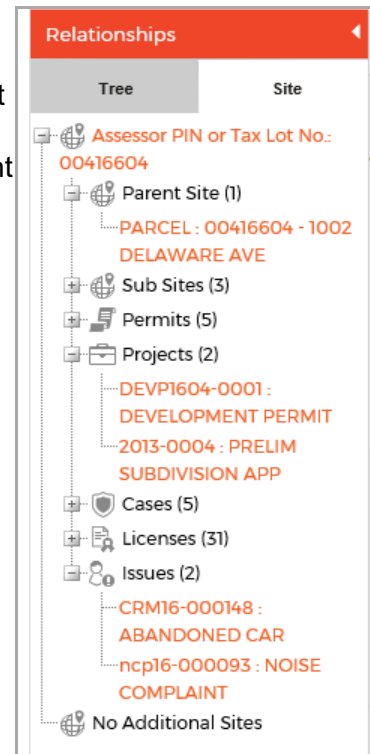 Relationships
Tree Site
t
Assessor PIN or Tax Lot No.:
nt
00416604
Parent Site (1)
PARCEL : 00416604 - 1002
DELAWARE AVE
Sub Sites (3)
Permits (5)
Projects (2)
DEVP1604-0001 :
DEVELOPMENT PERMIT
2013-0004 : PRELIM
SUBDIVISION APP
Cases (5)
Licenses (31)
Issues (2)
CRM16-000148 :
ABANDONED CAR
ncp16-000093 : NOISE
COMPLAINT
No Additional Sites